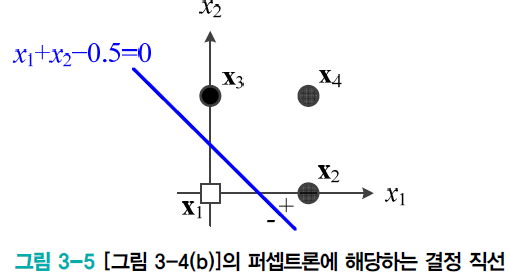 x₂
x₁+x₂−0.5=0
x₃
x₄
x₂
x₁
x₁
+
-
그림 3-5 [그림 3-4(b)]의 퍼셉트론에 해당하는 결정 직선